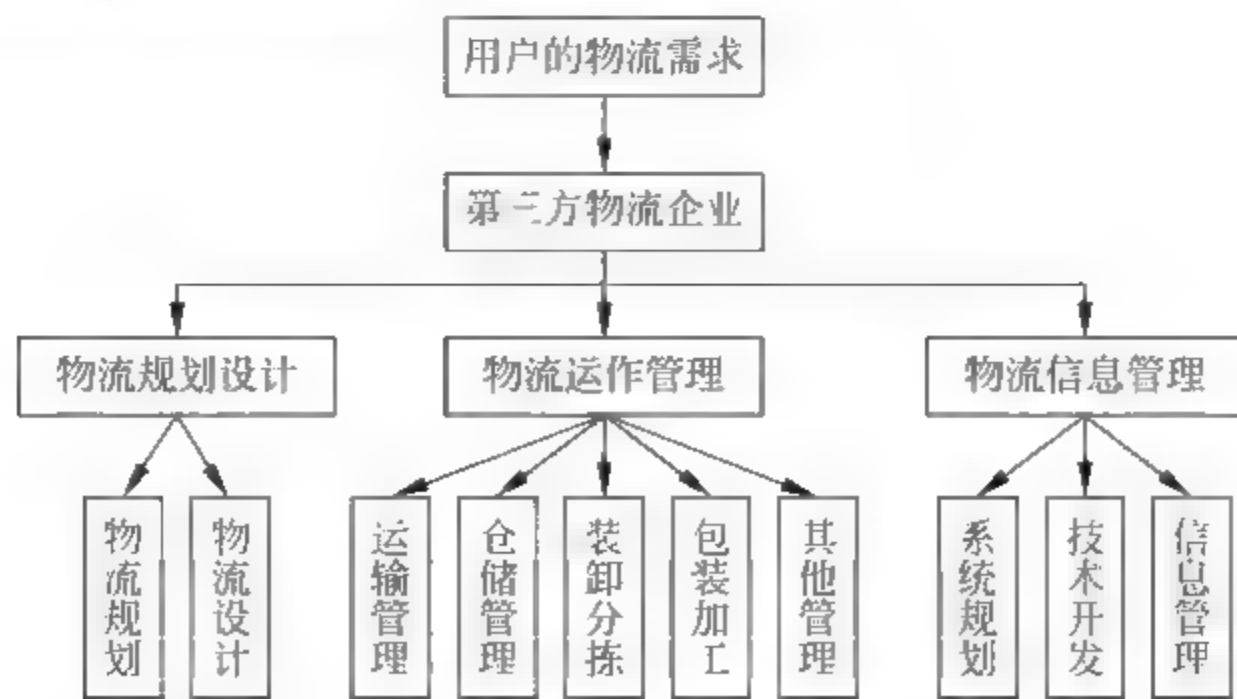 用户的物流需求
第三方物流企业
物流规划设计
物流运作管理
物流信息管理
物流规划
物流设计
运输管理
仓储管理
装卸分拣
包装加工
其他管理
系统规划
技术开发
信息管理